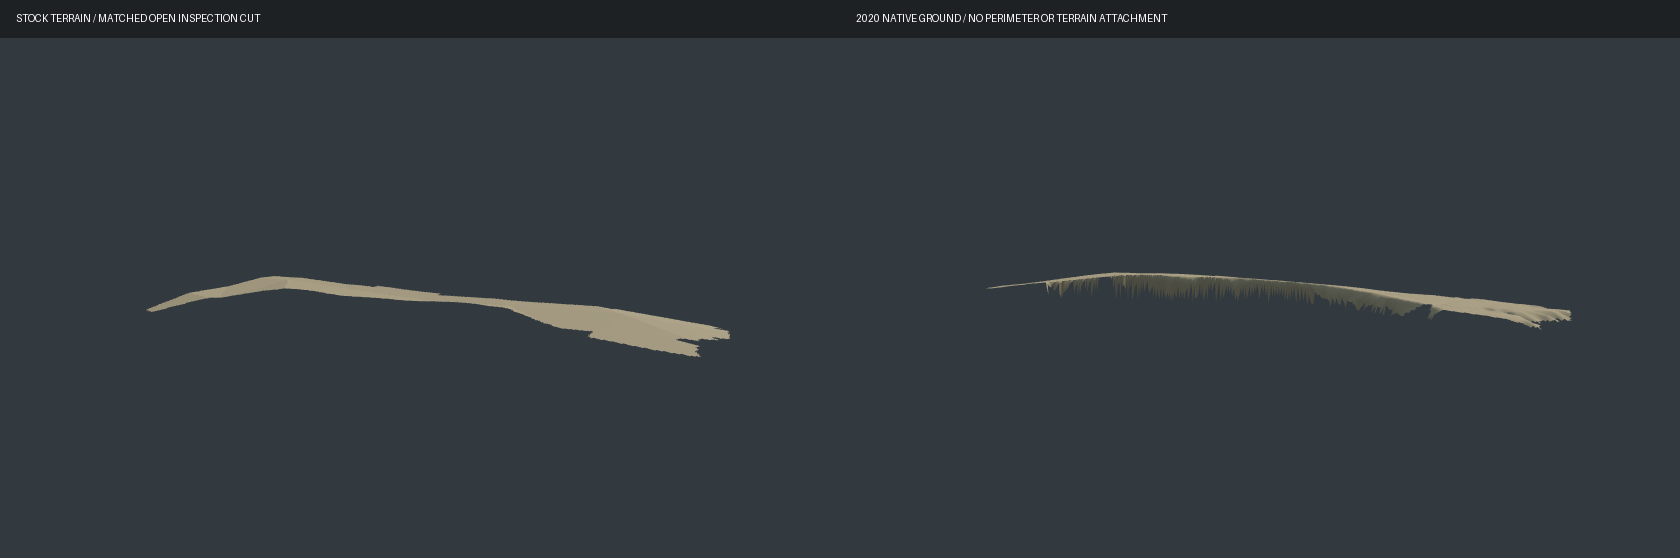 STOCK TERRAIN / MATCHED OPEN INSPECTION CUT
2020 NATIVE GROUND / NO PERIMETER OR TERRAIN ATTACHMENT